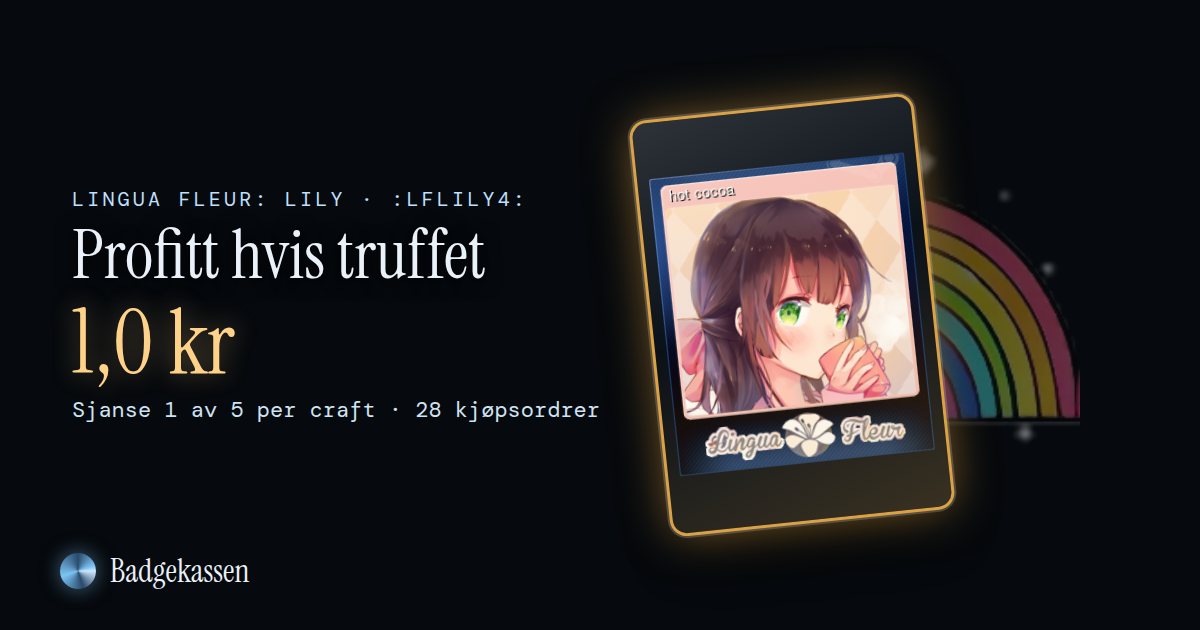 LINGUA FLEUR: LILY · :LFLILY4:
Profitt hvis truffet
1,0 kr
Sjanse 1 av 5 per craft · 28 kjøpsordrer
hot cocoa
Lingua Fleur
Badgekassen